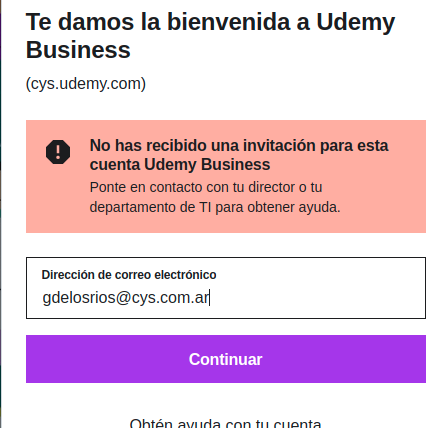 Te damos la bienvenida a Udemy
Business
(cys.udemy.com)
No has recibido una invitación para esta
cuenta Udemy Business
Ponte en contacto con tu director o tu
departamento de TI para obtener ayuda.
Dirección de correo electrónico
gdelosrios@cys.com.ar
Continuar
Obtén ayuda con tu cuenta